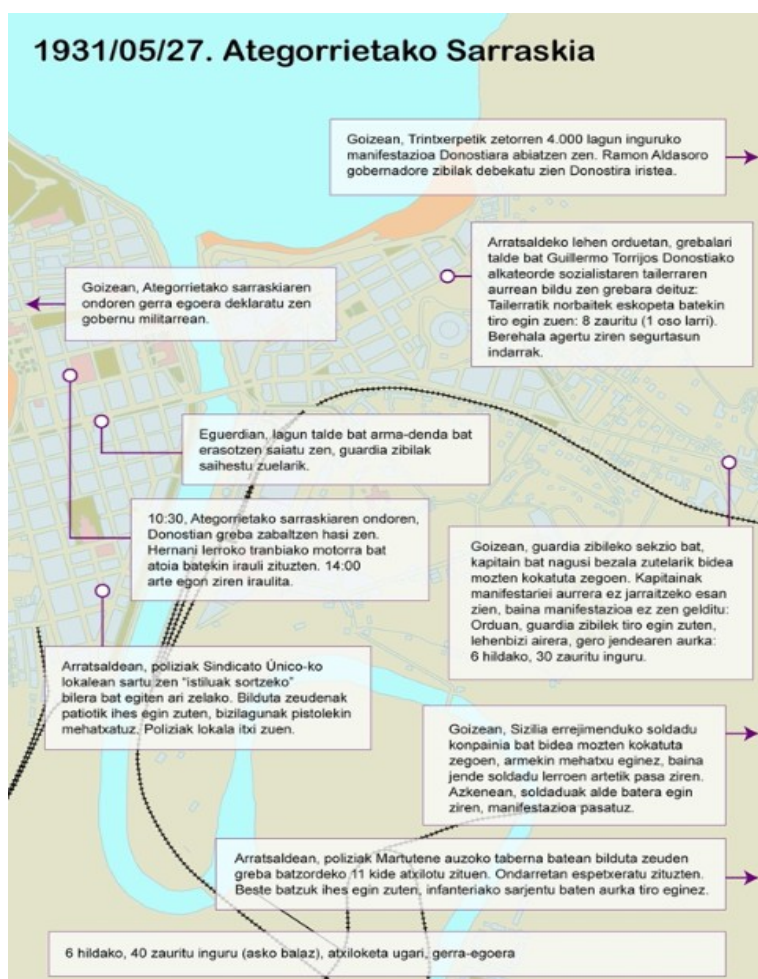 1931/05/27. Ategorrietako Sarraskia
Goizean, Trintxerpetik zetorren 4.000 lagun inguruko
manifestazioa Donostiara abiatzen zen. Ramon Aldasoro
gobernadore zibilak debekatu zien Donostira iristea.
Arratsaldeko lehen orduetan, grebalari
talde bat Guillermo Torrijos Donostiako
alkateorde sozialistaren tailerraren
aurrean bildu zen grebara deituz:
Tailerratik norbaitek eskopeta batekin
tiro egin zuen: 8 zauritu (1 oso larri).
Berehala agertu ziren segurtasun
indarrak.
Goizean, Ategorrietako sarraskiaren
ondoren gerra egoera deklaratu zen
gobernu militarrean.
Eguerdian, lagun talde bat arma-denda bat
erasotzen saiatu zen, guardia zibilak
saihestu zuelarik.
10:30, Ategorrietako sarraskiaren ondoren,
Donostian greba zabaltzen hasi zen.
Hernani lerroko tranbiako motorra bat
atoia batekin irauli zituzten. 14:00
arte egon ziren iraulita.
Goizean, guardia zibileko sekzio bat,
kapitain bat nagusi bezala zutelarik bidea
mozten kokatuta zegoen. Kapitainak
manifestariei aurrera ez jarraitzeko esan
zien, baina manifestazioa ez zen gelditu:
Orduan, guardia zibilek tiro egin zuten,
lehenbizi airera, gero jendearen aurka:
6 hildako, 30 zauritu inguru.
Arratsaldean, poliziak Sindicato Único-ko
lokalean sartu zen "istiluak sortzeko"
bilera bat egiten ari zelako. Bilduta zeudenak
patiotik ihes egin zuten, bizilagunak pistolekin
mehatxatuz. Poliziak lokala itxi zuen.
Goizean, Sizilia errejimenduko soldadu
konpainia bat bidea mozten kokatuta
zegoen, armekin mehatxu eginez, baina
jende soldadu lerroen artetik pasa ziren.
Azkenean, soldaduak alde batera egin
ziren, manifestazioa pasatuz.
Arratsaldean, poliziak Martutene auzoko taberna batean bilduta zeuden
greba batzordeko 11 kide atxilotu zituen. Ondarretan espetxeratu zituzten.
Beste batzuk ihes egin zuten, infanteriako sarjentu baten aurka tiro eginez.
6 hildako, 40 zauritu inguru (asko balaz), atxiloketa ugari, gerra-egoera